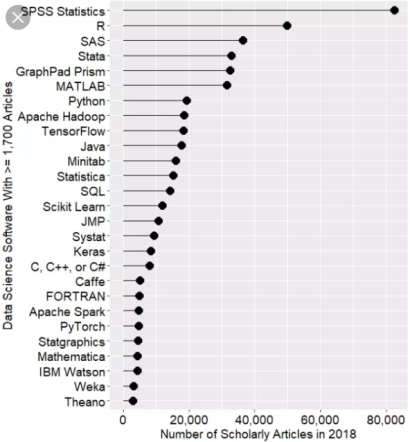 SPSS Statistics
R
SAS
Stata
GraphPad Prism
MATLAB
Python
Apache Hadoop
TensorFlow
Java
Minitab
Statistica
SQL
Scikit Learn
JMP
Systat
Keras
C, C++, or C#
Caffe
FORTRAN
Apache Spark
PyTorch
Statgraphics
Mathematica
IBM Watson
Weka
Theano
Data Science Software With >= 1,700 Articles
0 20,000 40,000 60,000 80,000
Number of Scholarly Articles in 2018